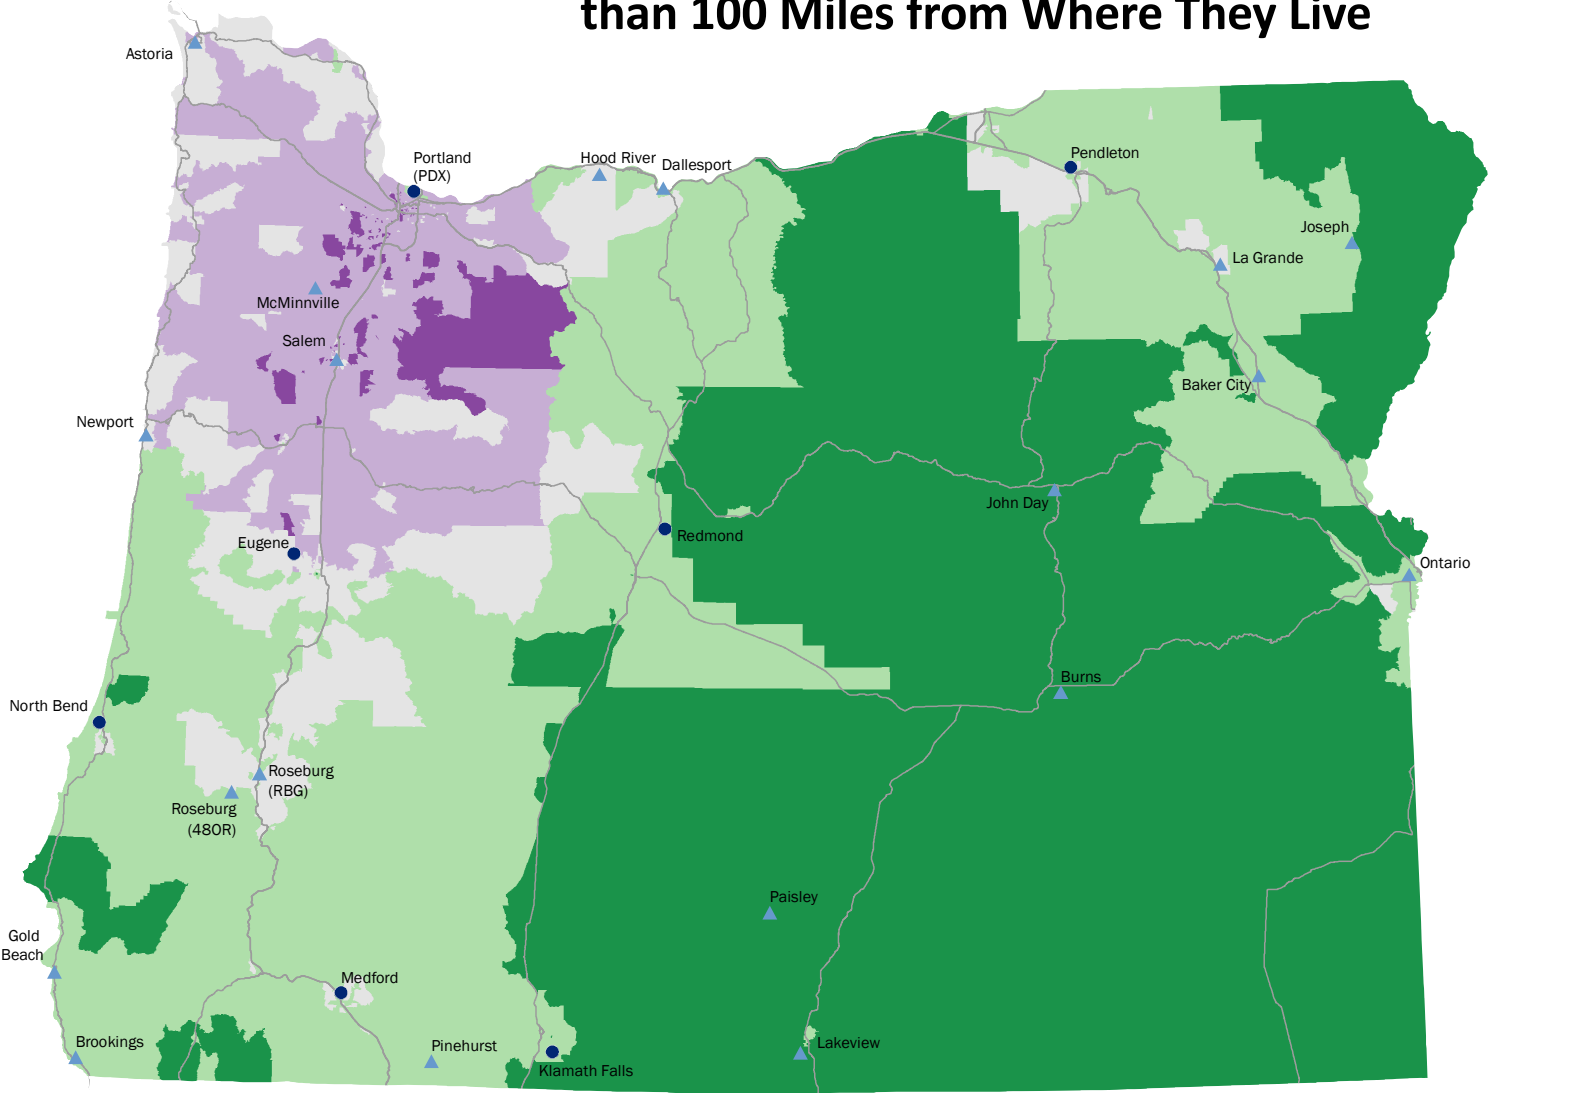 than 100 Miles from Where They Live
Astoria
Portland
(PDX)
Hood River
Dallesport
Pendleton
Joseph
La Grande
McMinnville
Salem
Baker City
Newport
John Day
Redmond
Eugene
Ontario
Burns
North Bend
Roseburg
(RBG)
Roseburg
(48OR)
Paisley
Gold
Beach
Medford
Brookings
Pinehurst
Lakeview
Klamath Falls